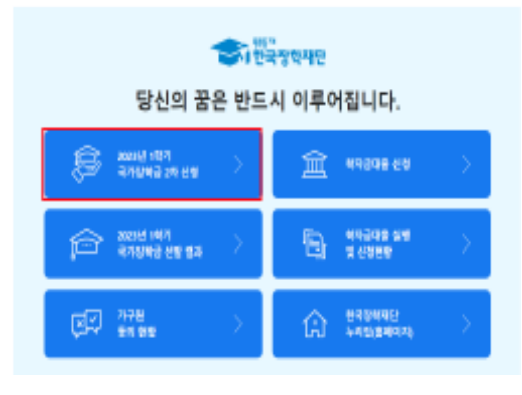 한국장학재단
당신의 꿈은 반드시 이루어집니다.
2023년 1학기
국가장학금 2차 신청
학자금대출 신청
2023년 1학기
국가장학금 선발 결과
학자금대출 실행
및 신청현황
가구원
동의 현황
한국장학재단
누리집(홈페이지)